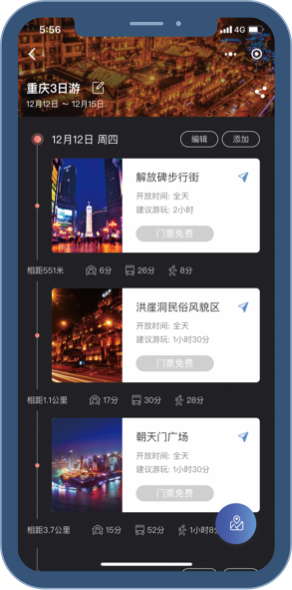 5:56
4G
重庆3日游
12月12日 ~ 12月15日
12月12日 周四
编辑
添加
解放碑步行街
开放时间: 全天
建议游玩: 2小时
门票免费
相距551米 6分 26分 8分
洪崖洞民俗风貌区
开放时间: 全天
建议游玩: 1小时30分
门票免费
相距1.1公里 17分 30分 28分
朝天门广场
开放时间: 全天
建议游玩: 1小时30分
门票免费
相距3.7公里 15分 52分 1小时8